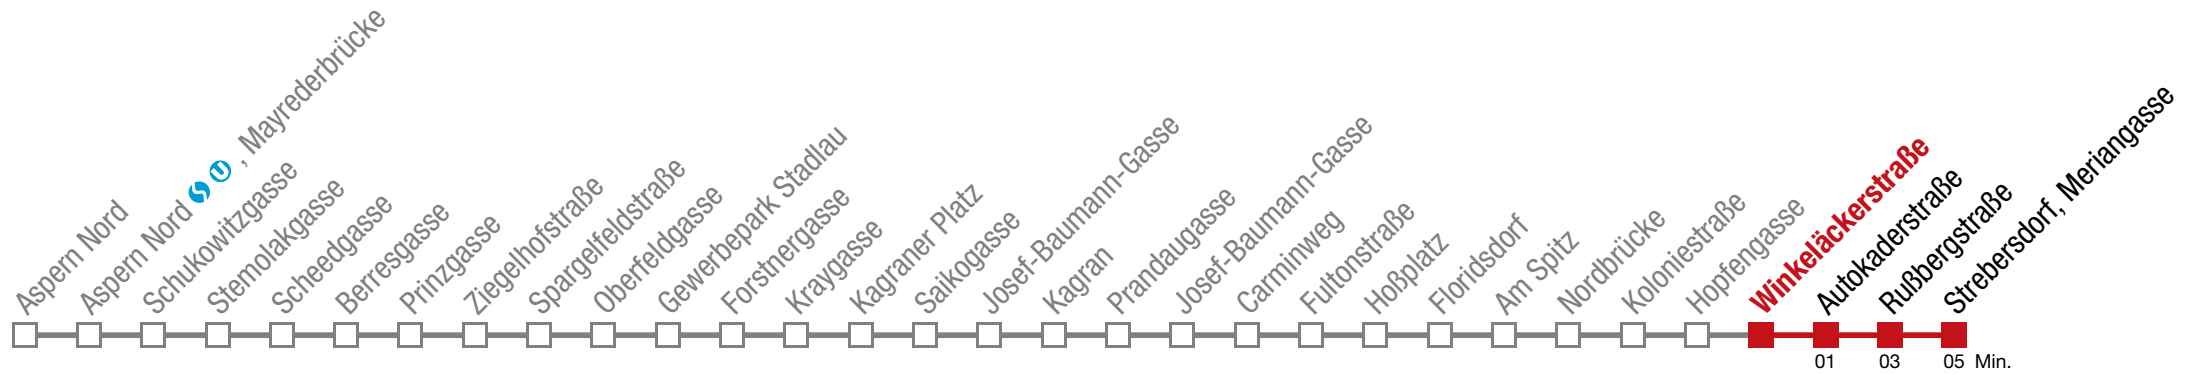 Aspern Nord
Aspern Nord S U, Mayrederbrücke
Schukowitzgasse
Stemolakgasse
Scheedgasse
Berresgasse
Prinzgasse
Ziegelhofstraße
Spargelfeldstraße
Oberfeldgasse
Gewerbepark Stadlau
Forstnergasse
Kraygasse
Kagraner Platz
Saikogasse
Josef-Baumann-Gasse
Kagran
Prandaugasse
Josef-Baumann-Gasse
Carminweg
Fultonstraße
Hoßplatz
Floridsdorf
Am Spitz
Nordbrücke
Koloniestraße
Hopfengasse
Winkeläckerstraße
Autokaderstraße
Rußbergstraße
Strebersdorf, Meriangasse
01 03 05 Min.